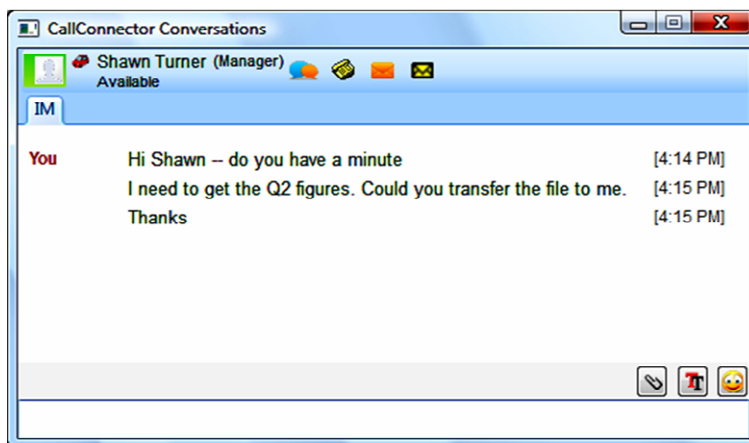 CallConnector Conversations
Shawn Turner (Manager)
Available
IM
You Hi Shawn -- do you have a minute [4:14 PM]
I need to get the Q2 figures. Could you transfer the file to me. [4:15 PM]
Thanks [4:15 PM]